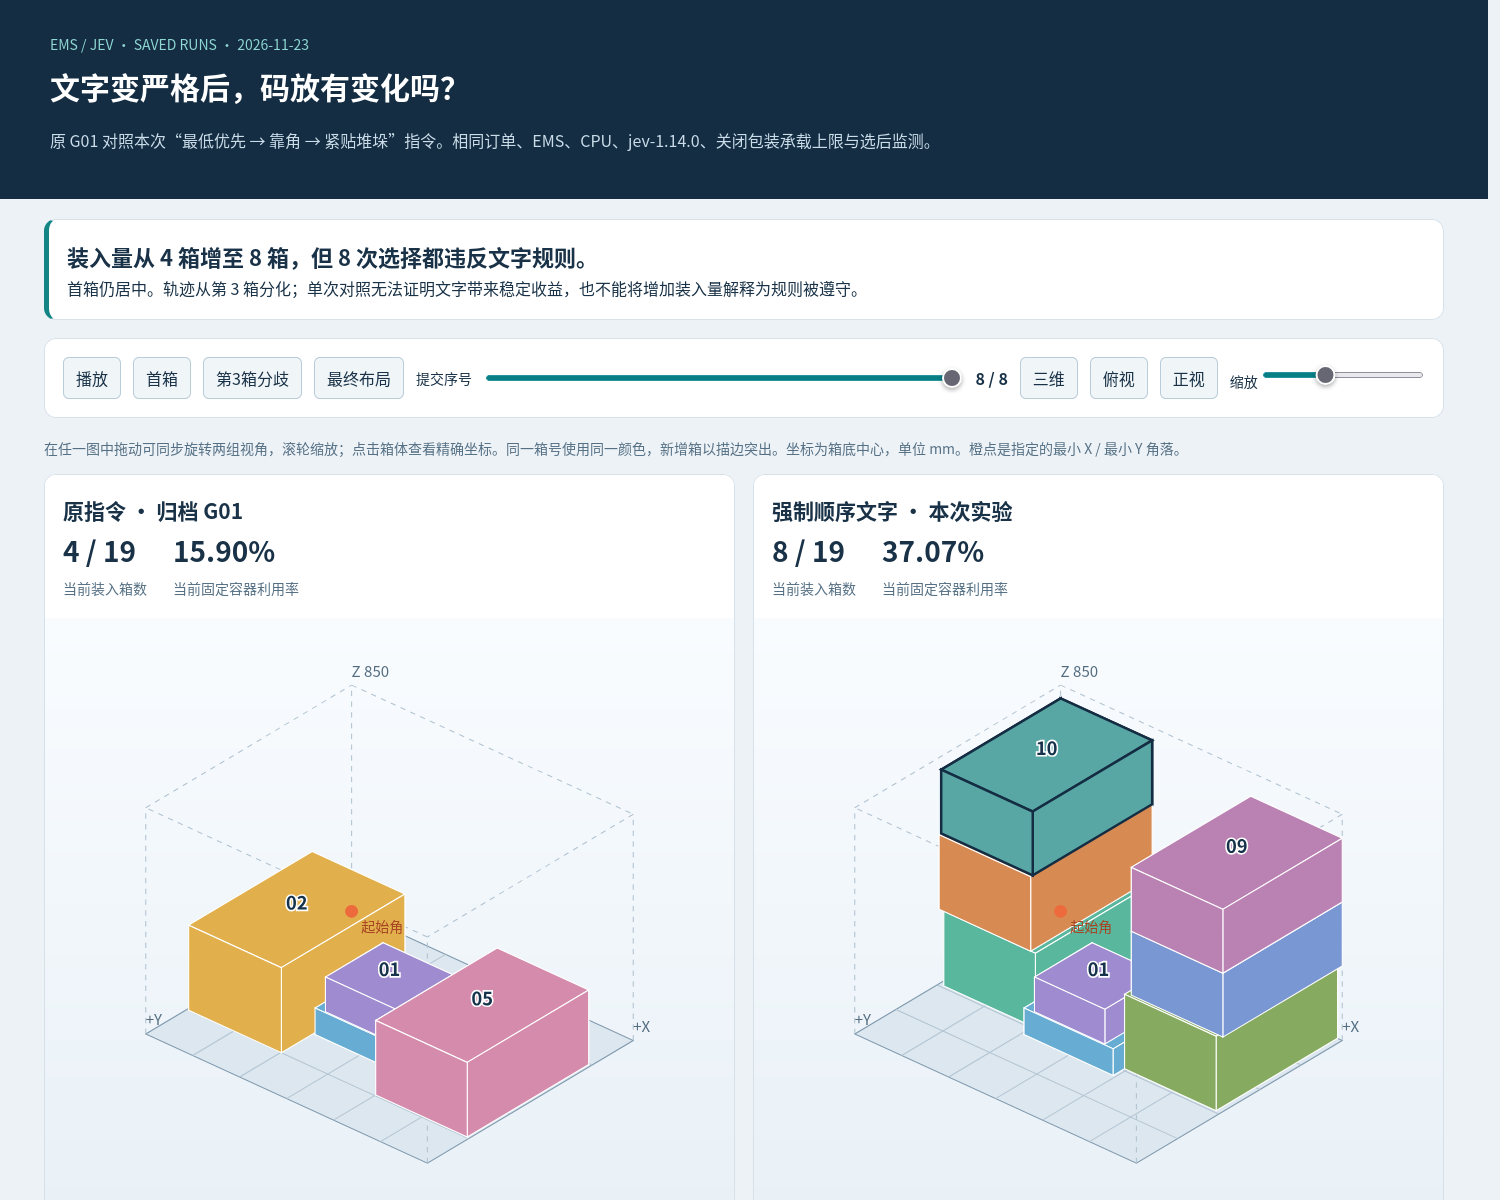 EMS / JEV • SAVED RUNS • 2026-11-23
文字变严格后，码放有变化吗？
原 G01 对照本次“最低优先 → 靠角 → 紧贴堆垛”指令。相同订单、EMS、CPU、jev-1.14.0、关闭包装承载上限与选后监测。
装入量从 4 箱增至 8 箱，但 8 次选择都违反文字规则。
首箱仍居中。轨迹从第 3 箱分化；单次对照无法证明文字带来稳定收益，也不能将增加装入量解释为规则被遵守。
播放 首箱 第3箱分歧 最终布局 提交序号 8 / 8 三维 俯视 正视 缩放
在任一图中拖动可同步旋转两组视角，滚轮缩放；点击箱体查看精确坐标。同一箱号使用同一颜色，新增箱以描边突出。坐标为箱底中心，单位 mm。橙点是指定的最小 X / 最小 Y 角落。
原指令 • 归档 G01
4 / 19 15.90%
当前装入箱数 当前固定容器利用率
Z 850
02
起始角
01
05
+Y
+X
强制顺序文字 • 本次实验
8 / 19 37.07%
当前装入箱数 当前固定容器利用率
Z 850
10
09
起始角
01
+Y
+X